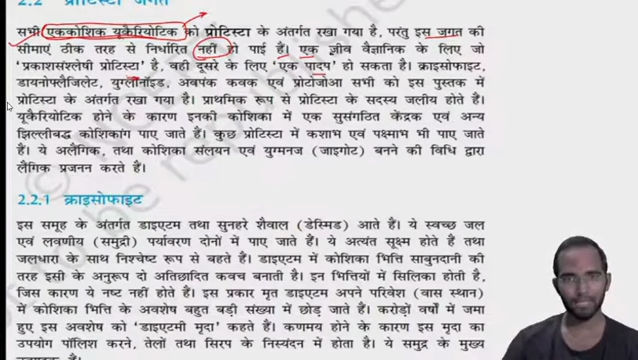 2.2 प्रोटिस्टा जगत
सभी एककोशिक यूकैरियोटिक को प्रोटिस्टा के अंतर्गत रखा गया है, परंतु इस जगत की
सीमाएं ठीक तरह से निर्धारित नहीं हो पाई हैं। एक जीव वैज्ञानिक के लिए जो
'प्रकाशसंश्लेषी प्रोटिस्टा' है, वही दूसरे के लिए 'एक पादप' हो सकता है। क्राइसोफाइट,
डायनोफ्लैजिलेट, युग्लीनॉइड, अवपंक कवक एवं प्रोटोजोआ सभी को इस पुस्तक में
प्रोटिस्टा के अंतर्गत रखा गया है। प्राथमिक रूप से प्रोटिस्टा के सदस्य जलीय होते हैं।
यूकैरियोटिक होने के कारण इनकी कोशिका में एक सुसंगठित केंद्रक एवं अन्य
झिल्लीबद्ध कोशिकांग पाए जाते हैं। कुछ प्रोटिस्टा में कशाभ एवं पक्ष्माभ भी पाए जाते
हैं। ये अलैंगिक, तथा कोशिका संलयन एवं युग्मनज (जाइगोट) बनने की विधि द्वारा
लैंगिक प्रजनन करते हैं।
2.2.1 क्राइसोफाइट
इस समूह के अंतर्गत डाइएटम तथा सुनहरे शैवाल (डेस्मिड) आते हैं। ये स्वच्छ जल
एवं लवणीय (समुद्री) पर्यावरण दोनों में पाए जाते हैं। ये अत्यंत सूक्ष्म होते हैं तथा
जलधारा के साथ निश्चेष्ट रूप से बहते हैं। डाइएटम में कोशिका भित्ति साबुनदानी की
तरह इसी के अनुरूप दो अतिछादित कवच बनाती है। इन भित्तियों में सिलिका होती है,
जिस कारण ये नष्ट नहीं होते हैं। इस प्रकार मृत डाइएटम अपने परिवेश (वास स्थान)
में कोशिका भित्ति के अवशेष बहुत बड़ी संख्या में छोड़ जाते हैं। करोड़ों वर्षों में जमा
हुए इस अवशेष को 'डाइएटमी मृदा' कहते हैं। कणमय होने के कारण इस मृदा का
उपयोग पॉलिश करने, तेलों तथा सिरप के निस्यंदन में होता है। ये समुद्र के मुख्य